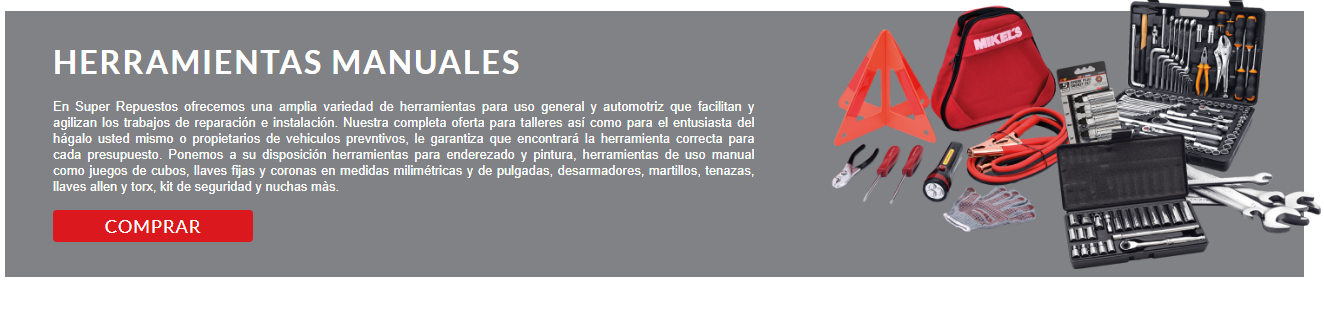 HERRAMIENTAS MANUALES
En Super Repuestos ofrecemos una amplia variedad de herramientas para uso general y automotriz que facilitan y
agilizan los trabajos de reparación e instalación. Nuestra completa oferta para talleres así como para el entusiasta del
hágalo usted mismo o propietarios de vehiculos prevntivos, le garantiza que encontrará la herramienta correcta para
cada presupuesto. Ponemos a su disposición herramientas para enderezado y pintura, herramientas de uso manual
como juegos de cubos, llaves fijas y coronas en medidas milimétricas y de pulgadas, desarmadores, martillos, tenazas,
llaves allen y torx, kit de seguridad y nuchas màs.
COMPRAR
MIKEL'S